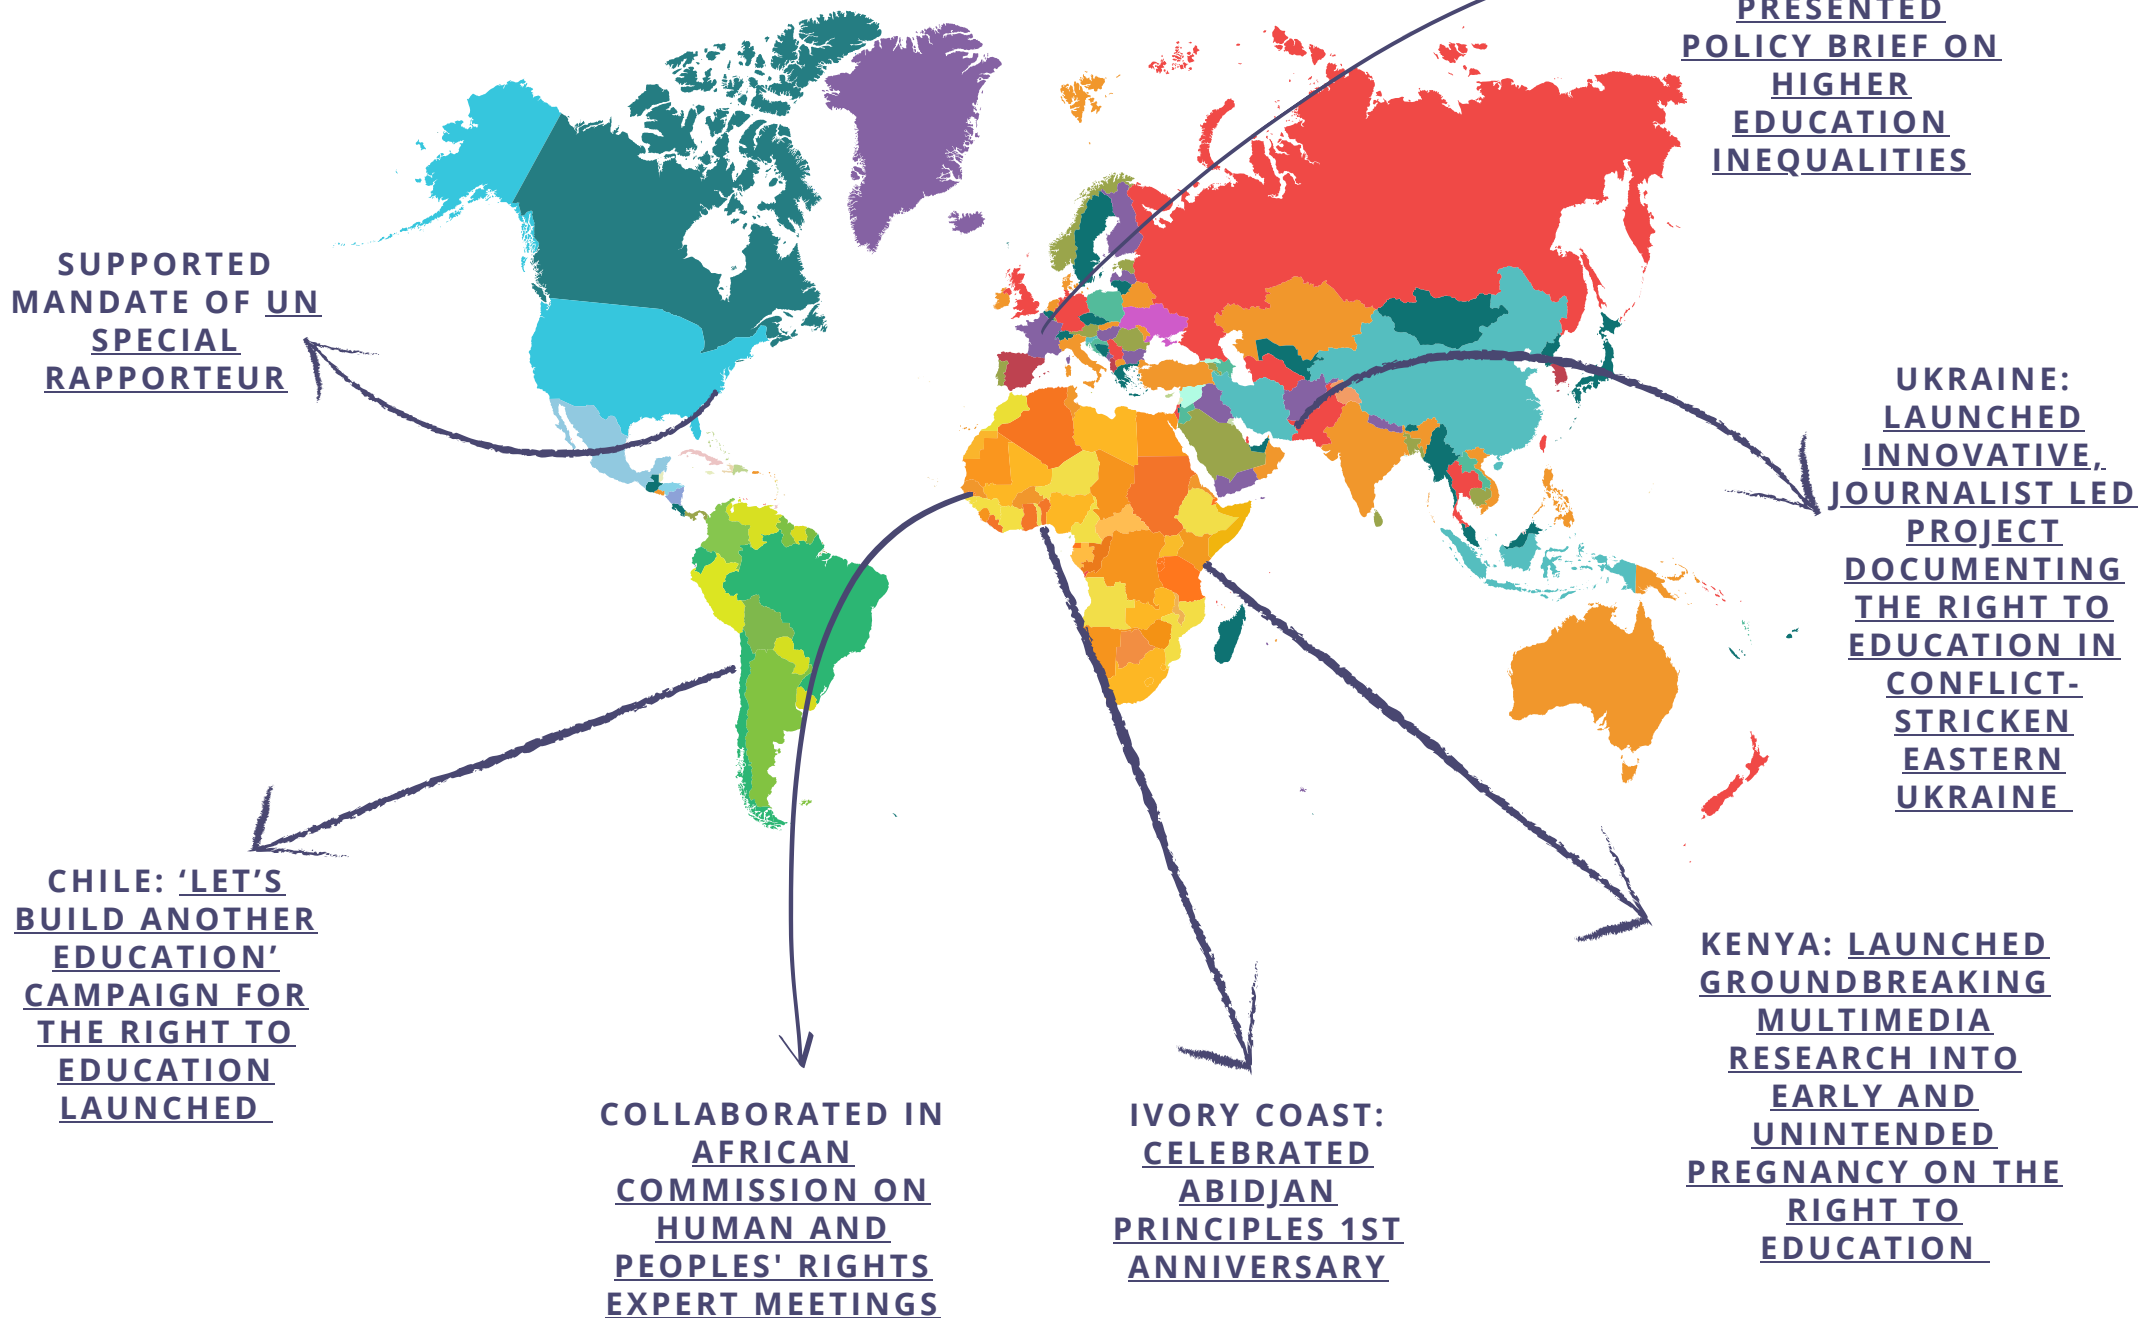 PRESENTED
POLICY BRIEF ON
HIGHER
EDUCATION
INEQUALITIES
SUPPORTED
MANDATE OF UN
SPECIAL
RAPPORTEUR
UKRAINE:
LAUNCHED
INNOVATIVE,
JOURNALIST LED
PROJECT
DOCUMENTING
THE RIGHT TO
EDUCATION IN
CONFLICT-
STRICKEN
EASTERN
UKRAINE
CHILE: ‘LET’S
BUILD ANOTHER
EDUCATION’
CAMPAIGN FOR
THE RIGHT TO
EDUCATION
LAUNCHED
COLLABORATED IN
AFRICAN
COMMISSION ON
HUMAN AND
PEOPLES' RIGHTS
EXPERT MEETINGS
IVORY COAST:
CELEBRATED
ABIDJAN
PRINCIPLES 1ST
ANNIVERSARY
KENYA: LAUNCHED
GROUNDBREAKING
MULTIMEDIA
RESEARCH INTO
EARLY AND
UNINTENDED
PREGNANCY ON THE
RIGHT TO
EDUCATION